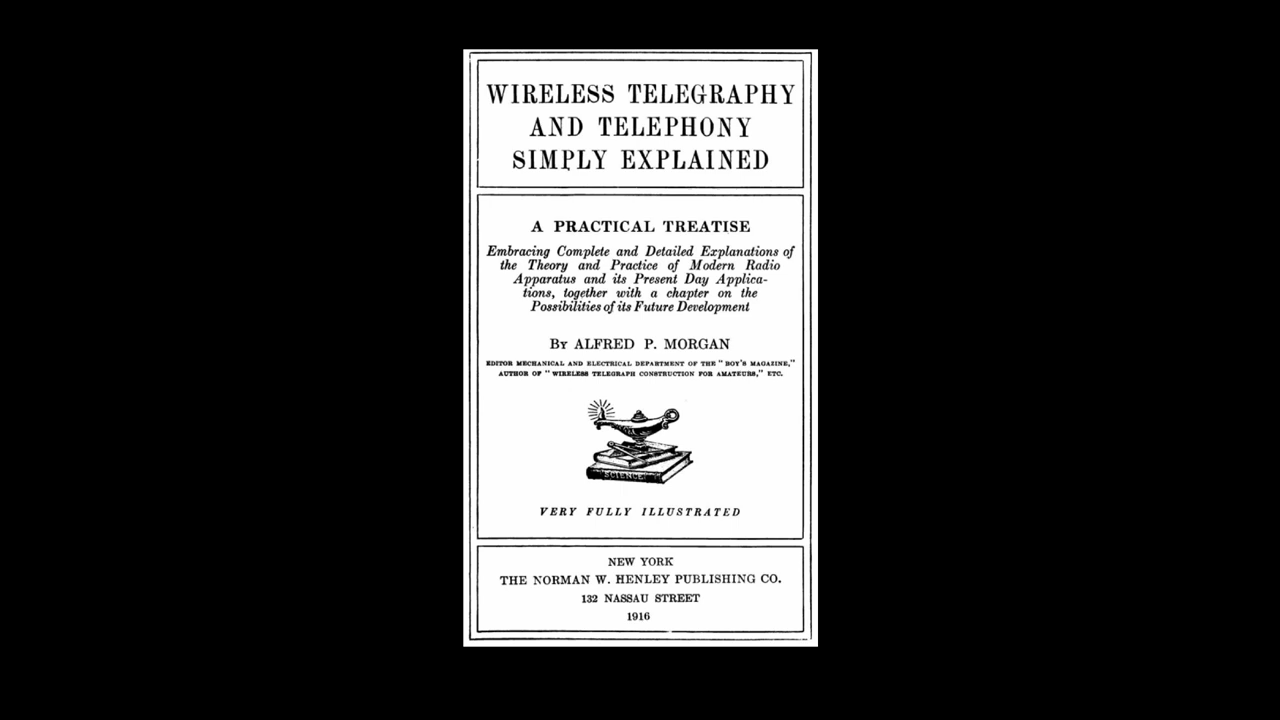 WIRELESS TELEGRAPHY
AND TELEPHONY
SIMPLY EXPLAINED
A PRACTICAL TREATISE
Embracing Complete and Detailed Explanations of
the Theory and Practice of Modern Radio
Apparatus and its Present Day Applica-
tions, together with a chapter on the
Possibilities of its Future Development
BY ALFRED P. MORGAN
EDITOR MECHANICAL AND ELECTRICAL DEPARTMENT OF THE "BOY'S MAGAZINE,"
AUTHOR OF "WIRELESS TELEGRAPH CONSTRUCTION FOR AMATEURS," ETC.
SCIENCE
VERY FULLY ILLUSTRATED
NEW YORK
THE NORMAN W. HENLEY PUBLISHING CO.
132 NASSAU STREET
1916